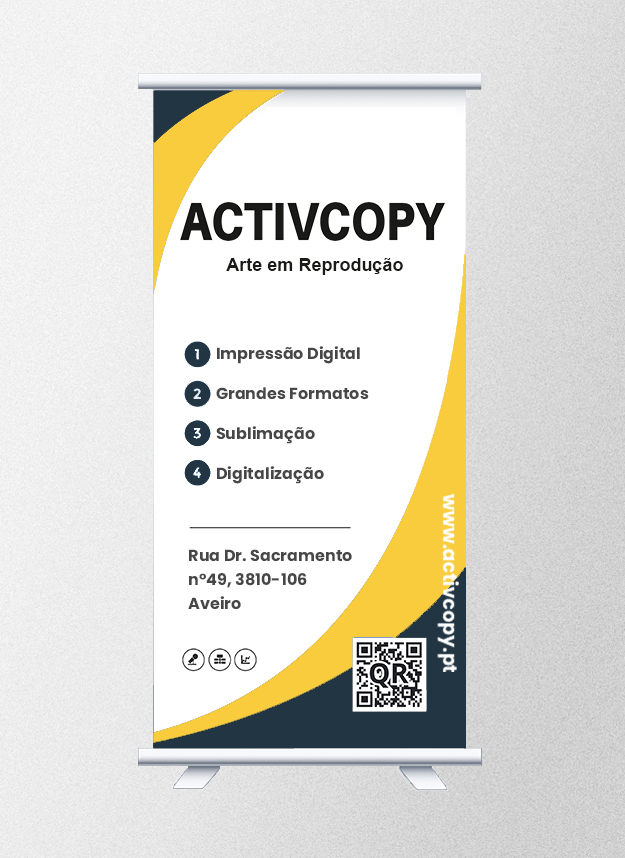 ACTIVCOPY
Arte em Reprodução
1 Impressão Digital
2 Grandes Formatos
3 Sublimação
4 Digitalização
Rua Dr. Sacramento
nº49, 3810-106
Aveiro
www.activcopy.pt
QR